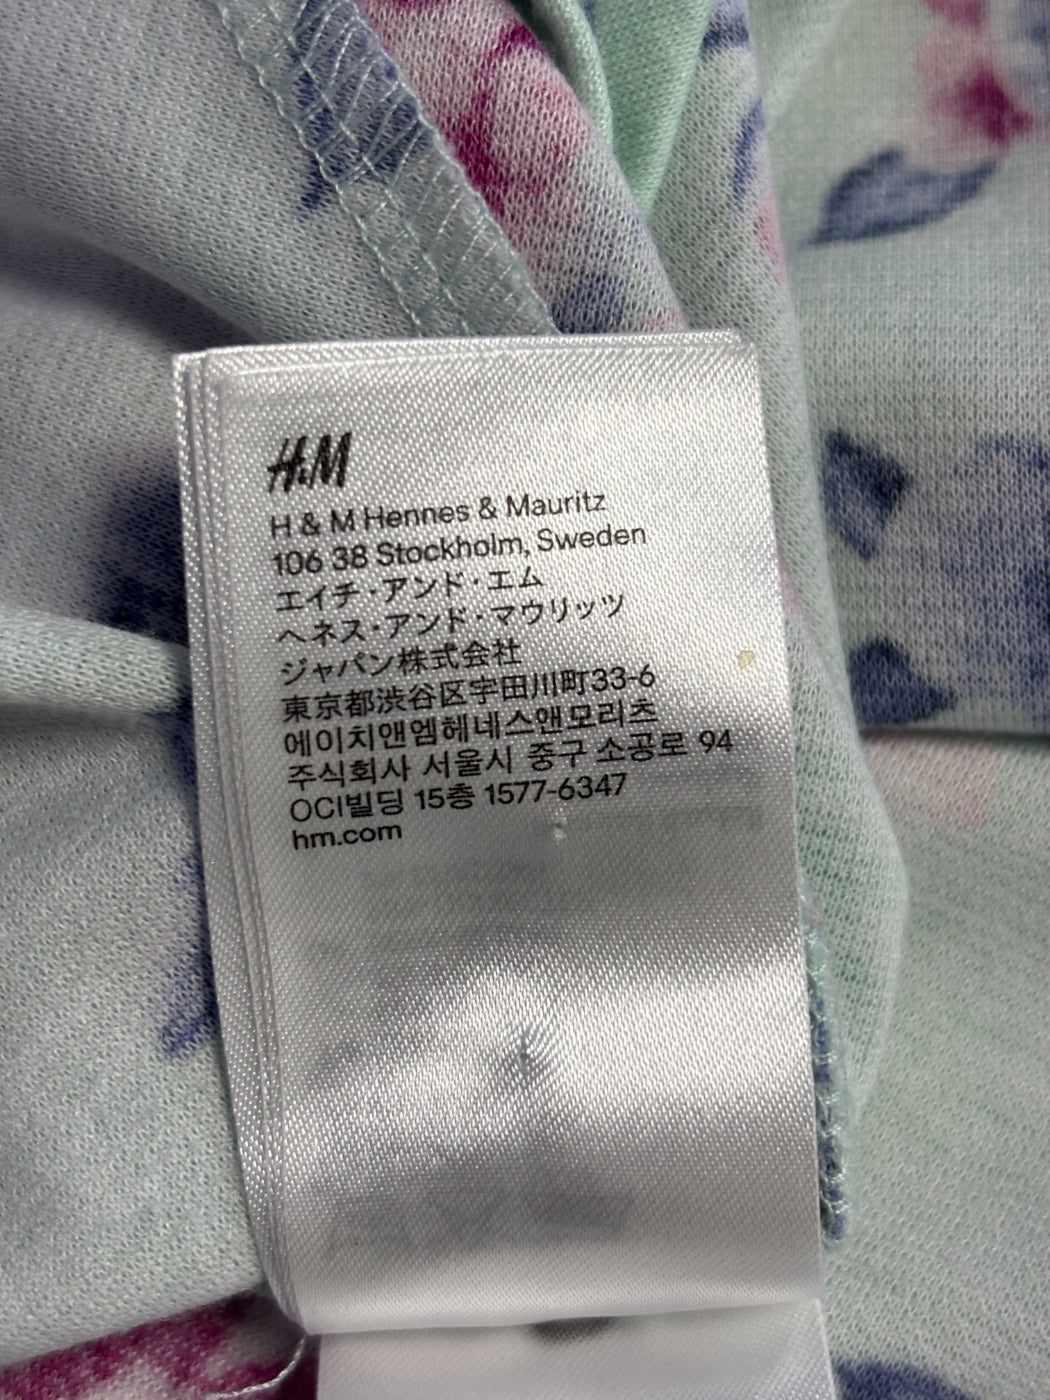 H&M
H & M Hennes & Mauritz
106 38 Stockholm, Sweden
エイチ・アンド・エム
ヘネス・アンド・マウリッツ
ジャパン株式会社
東京都渋谷区宇田川町33-6
에이치앤엠헤네스앤모리츠
주식회사 서울시 중구 소공로 94
OCI빌딩 15층 1577-6347
hm.com